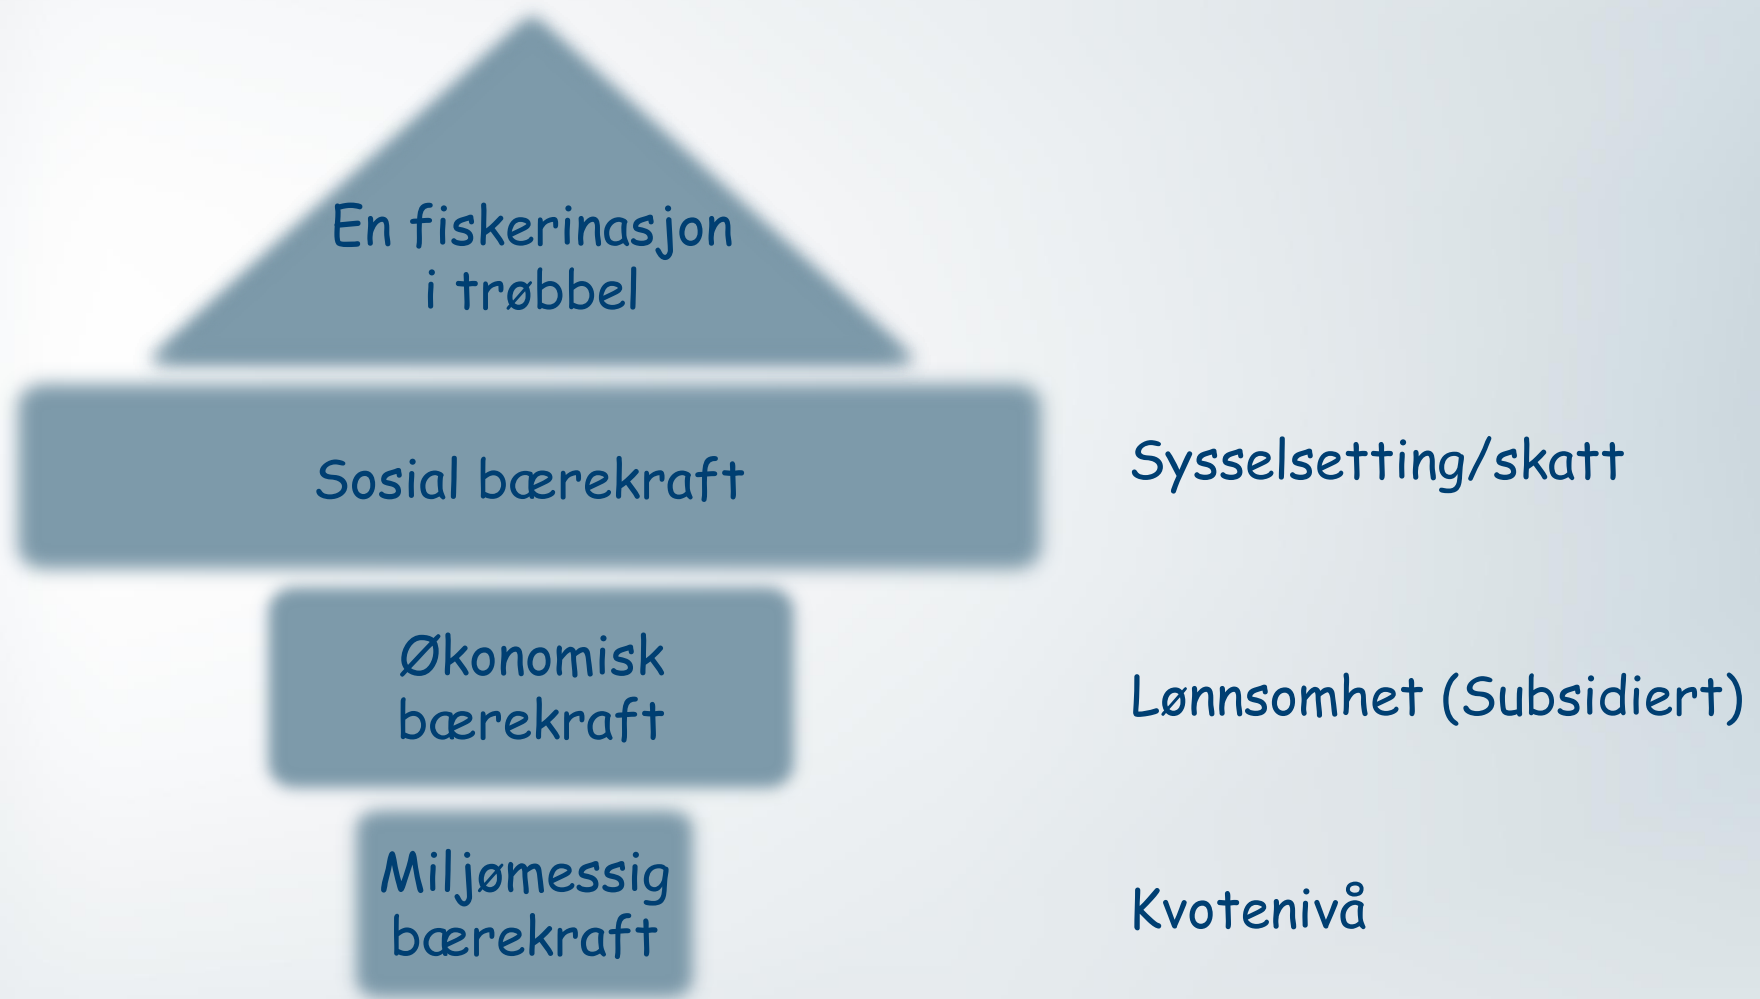 En fiskerinasjon
i trøbbel
Sosial bærekraft
Sysselsetting/skatt
Økonomisk
bærekraft
Lønnsomhet (Subsidiert)
Miljømessig
bærekraft
Kvotenivå